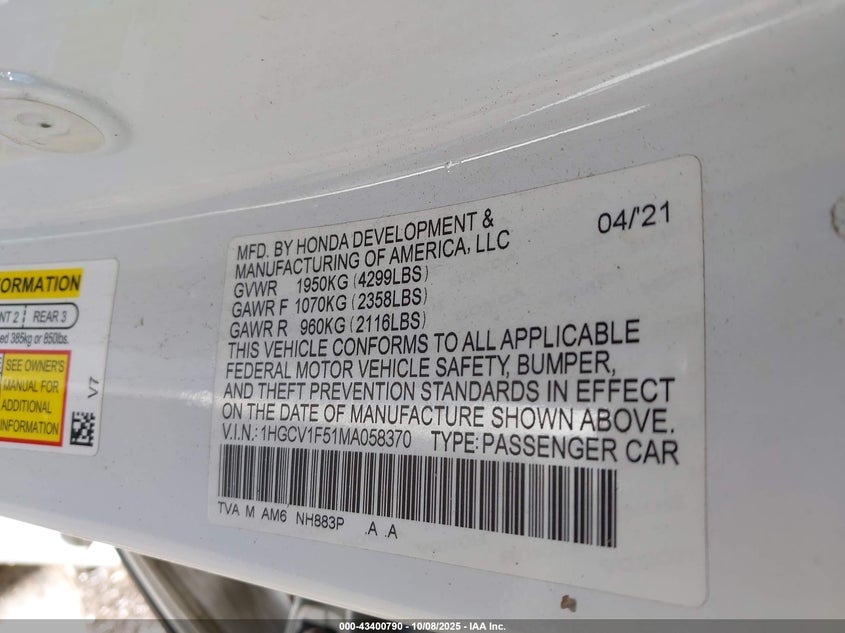 MFD. BY HONDA DEVELOPMENT &
MANUFACTURING OF AMERICA, LLC
04/'21
GVWR 1950KG (4299LBS)
GAWR F 1070KG (2358LBS)
GAWR R 960KG (2116LBS)
THIS VEHICLE CONFORMS TO ALL APPLICABLE
FEDERAL MOTOR VEHICLE SAFETY, BUMPER,
AND THEFT PREVENTION STANDARDS IN EFFECT
ON THE DATE OF MANUFACTURE SHOWN ABOVE.
V.I.N.: 1HGCV1F51MA058370 TYPE: PASSENGER CAR
TVA M AM6 NH883P .A .A
REAR 3
385kg or 850lbs.
SEE OWNER'S
MANUAL FOR
ADDITIONAL
INFORMATION
V7
000-43400790 - 10/08/2025 - IAA Inc.